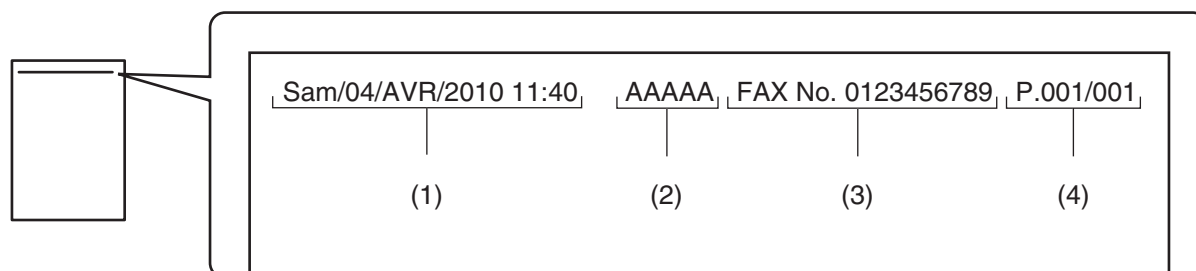 Sam/04/AVR/2010 11:40 AAAAA FAX No. 0123456789 P.001/001
(1) (2) (3) (4)